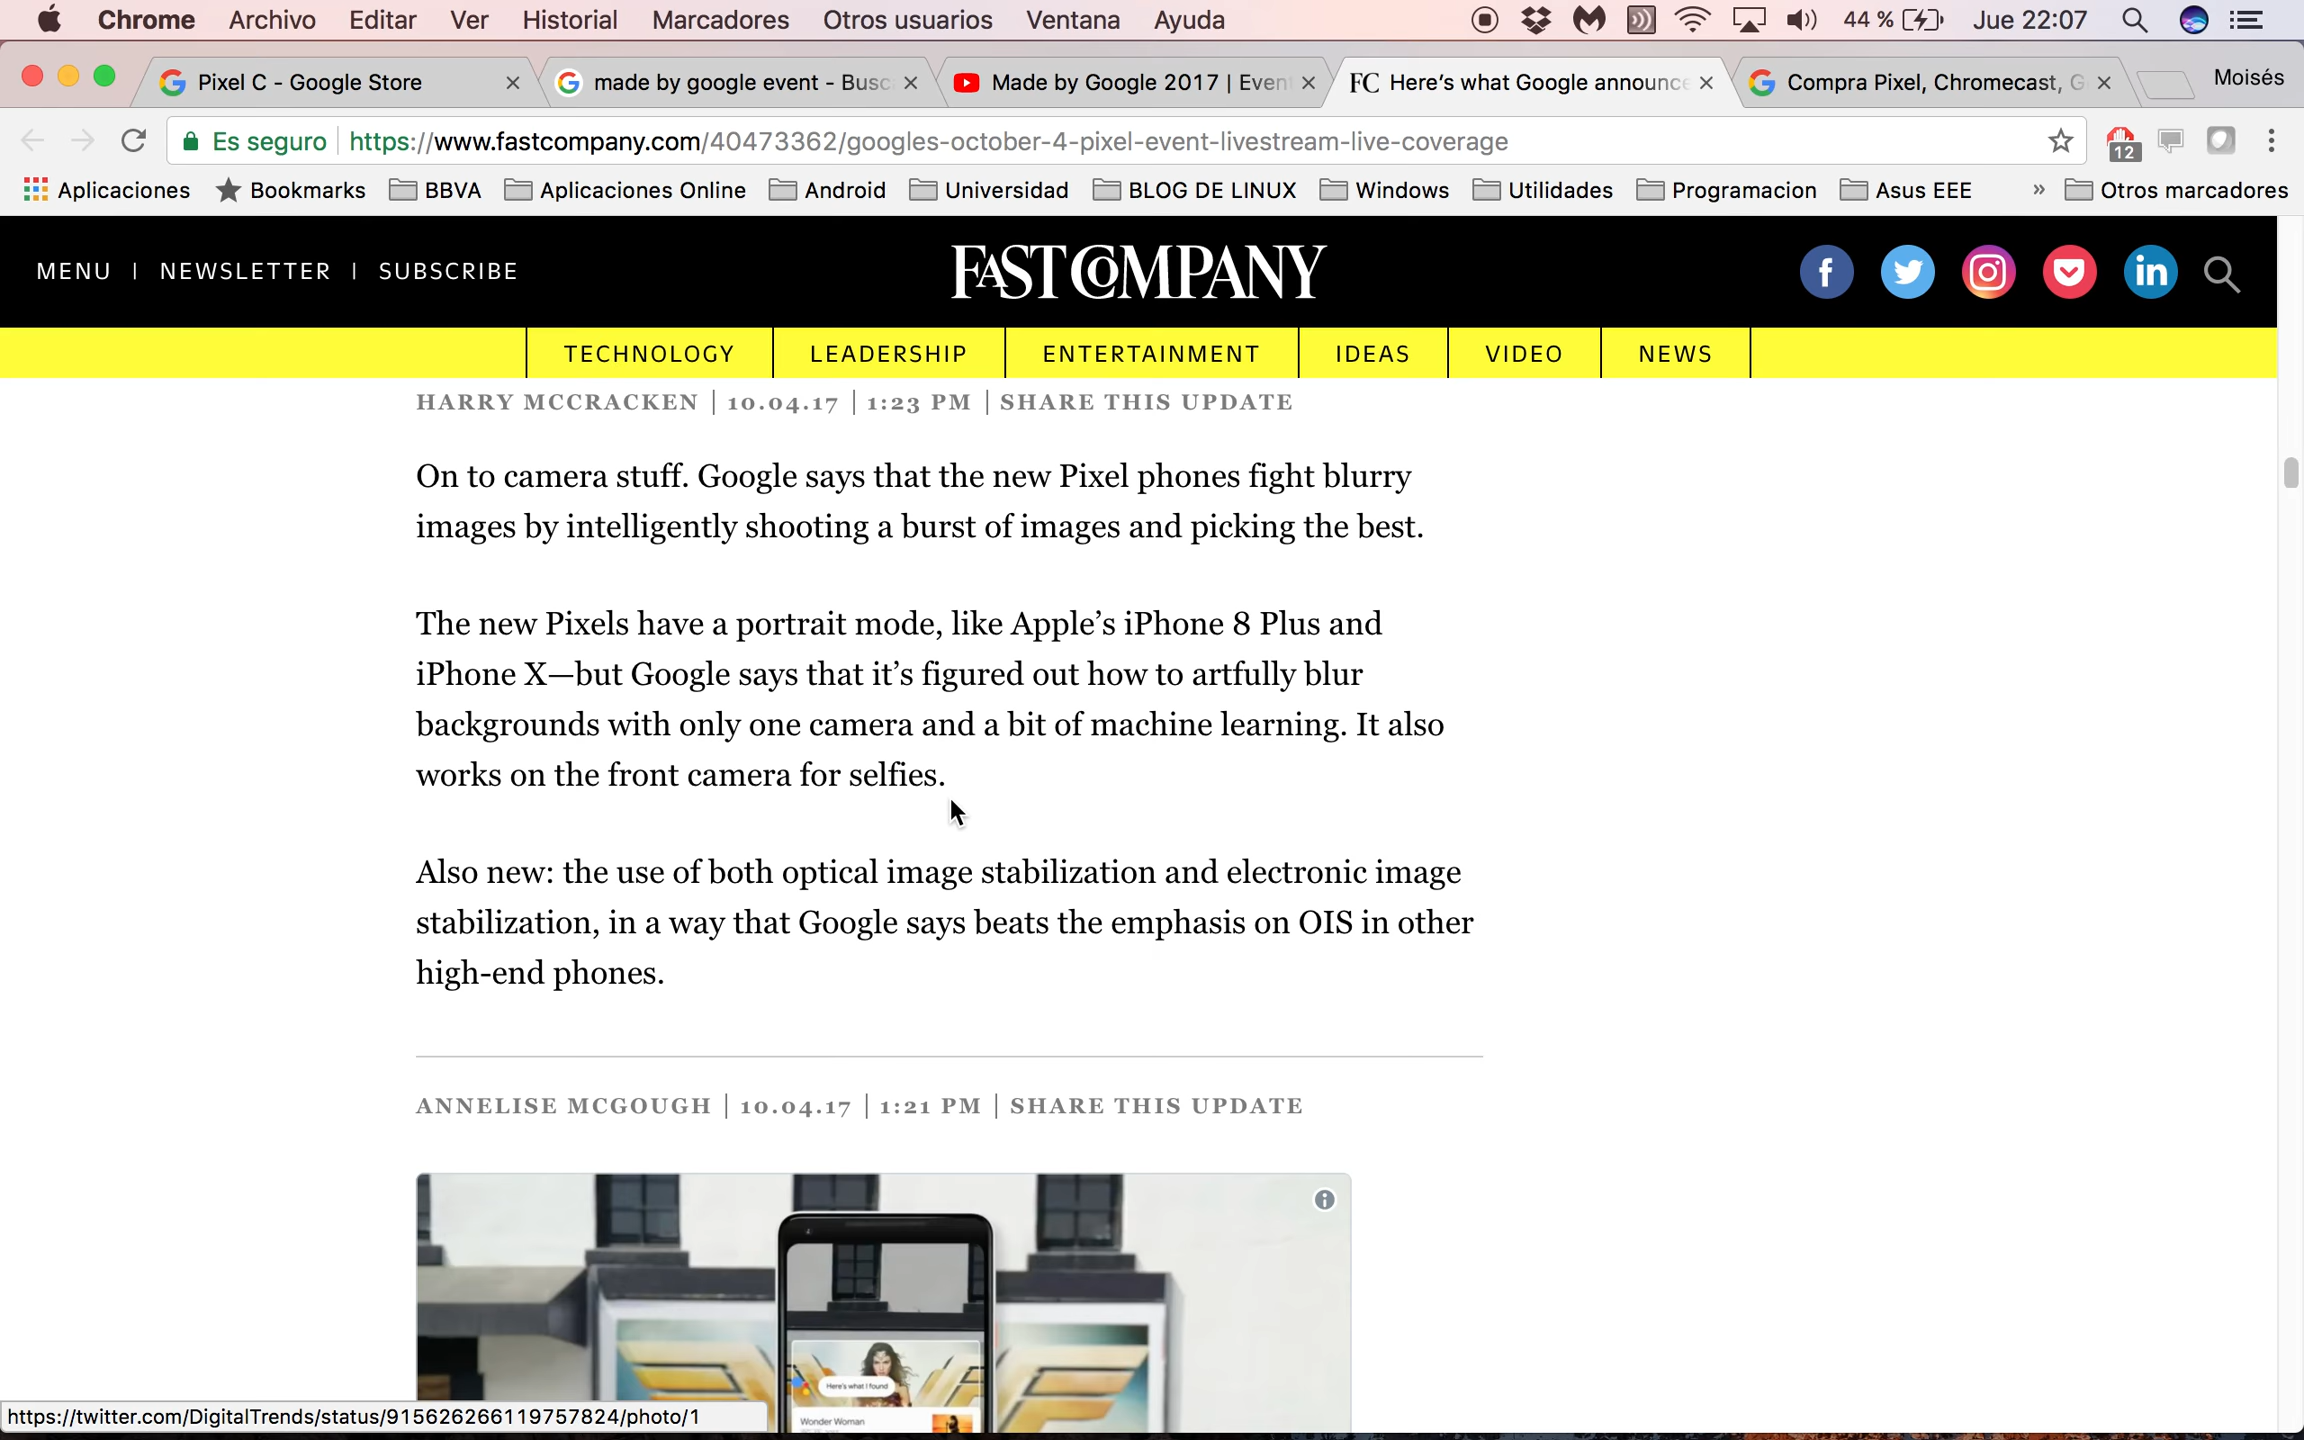 Chrome Archivo Editar Ver Historial Marcadores Otros usuarios Ventana Ayuda 44 % Jue 22:07
Pixel C - Google Store made by google event - Busc Made by Google 2017 | Even FC Here’s what Google announce Compra Pixel, Chromecast, G Moisés
Es seguro https://www.fastcompany.com/40473362/googles-october-4-pixel-event-livestream-live-coverage 12
Aplicaciones Bookmarks BBVA Aplicaciones Online Android Universidad BLOG DE LINUX Windows Utilidades Programacion Asus EEE » Otros marcadores
MENU | NEWSLETTER | SUBSCRIBE FAST COMPANY f in
TECHNOLOGY LEADERSHIP ENTERTAINMENT IDEAS VIDEO NEWS
HARRY MCCRACKEN | 10.04.17 | 1:23 PM | SHARE THIS UPDATE
On to camera stuff. Google says that the new Pixel phones fight blurry
images by intelligently shooting a burst of images and picking the best.
The new Pixels have a portrait mode, like Apple’s iPhone 8 Plus and
iPhone X—but Google says that it’s figured out how to artfully blur
backgrounds with only one camera and a bit of machine learning. It also
works on the front camera for selfies.
Also new: the use of both optical image stabilization and electronic image
stabilization, in a way that Google says beats the emphasis on OIS in other
high-end phones.
ANNELISE MCGOUGH | 10.04.17 | 1:21 PM | SHARE THIS UPDATE
Here's what I found
Wonder Woman
https://twitter.com/DigitalTrends/status/915626266119757824/photo/1